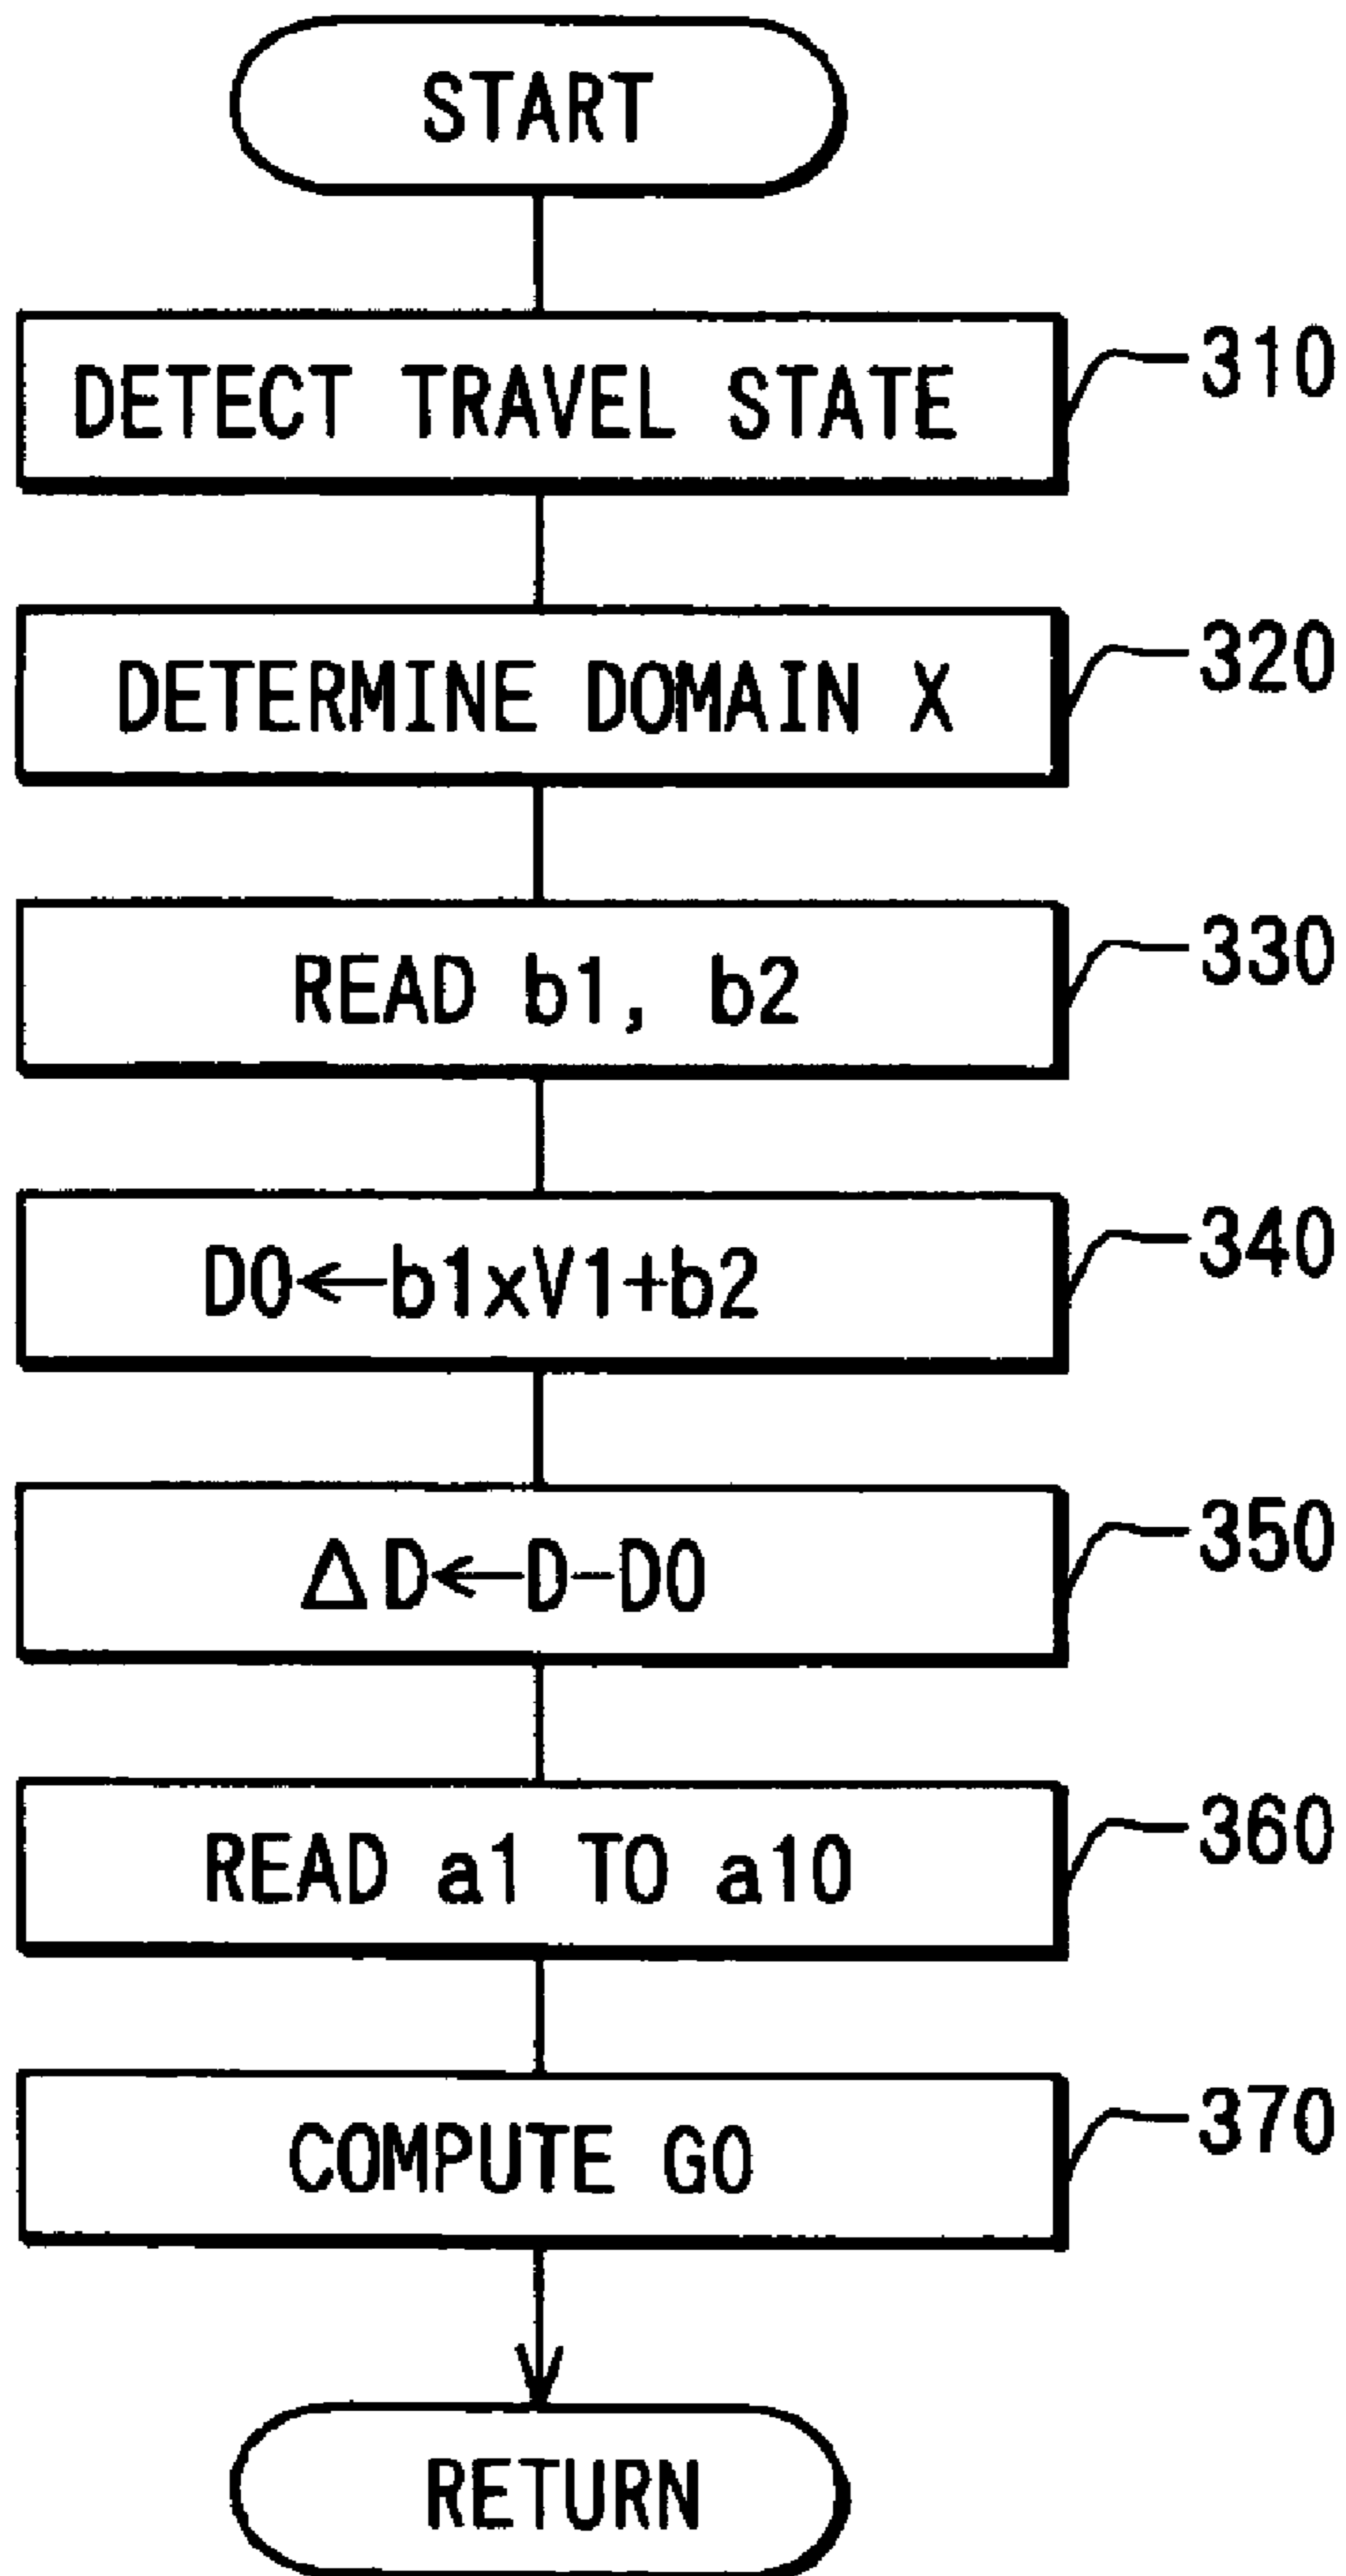 START
DETECT TRAVEL STATE
310
DETERMINE DOMAIN X
320
READ b1, b2
330
D0←b1xV1+b2
340
ΔD←D-D0
350
READ a1 TO a10
360
COMPUTE G0
370
RETURN